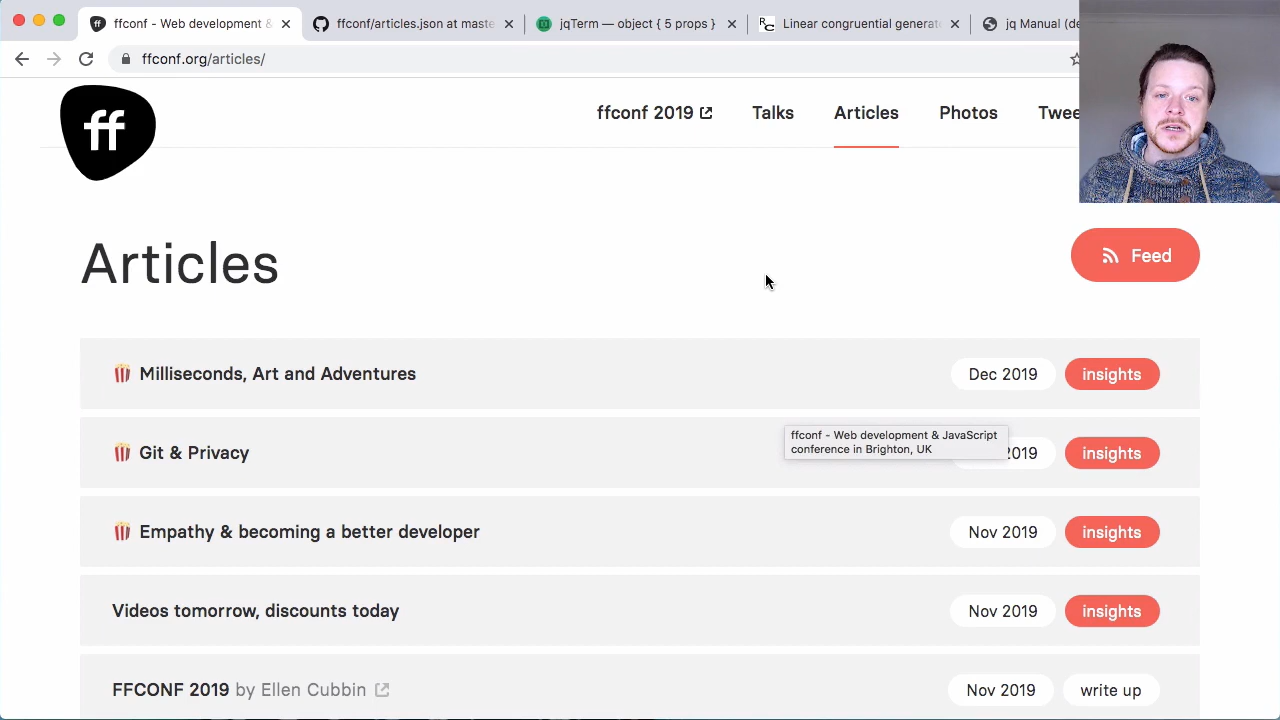 ffconf - Web development &
ffconf/articles.json at maste
jqTerm — object { 5 props }
RC
Linear congruential generato
jq Manual (de
ffconf.org/articles/
ff
ffconf 2019
Talks
Articles
Photos
Twee
Articles
Feed
Milliseconds, Art and Adventures
Dec 2019
insights
ffconf - Web development & JavaScript
conference in Brighton, UK
Git & Privacy
2019
insights
Empathy & becoming a better developer
Nov 2019
insights
Videos tomorrow, discounts today
Nov 2019
insights
FFCONF 2019 by Ellen Cubbin
Nov 2019
write up